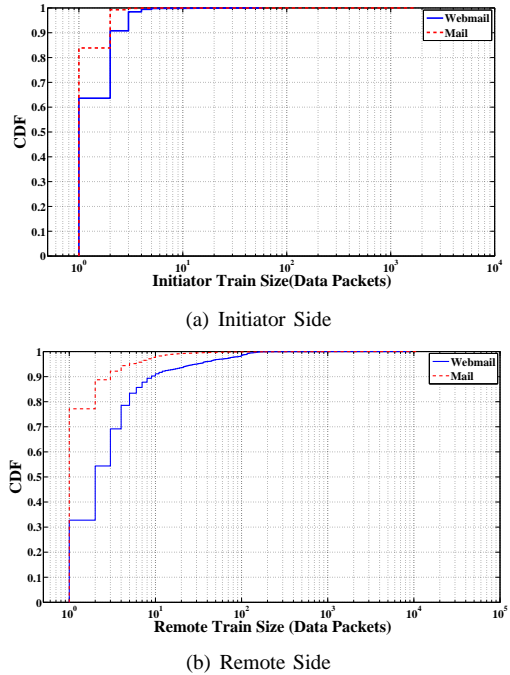 1
0.9
0.8
0.7
0.6
0.5
0.4
0.3
0.2
0.1
0
CDF
Webmail
Mail
10^0 10^1 10^2 10^3 10^4
Initiator Train Size(Data Packets)
(a) Initiator Side
1
0.9
0.8
0.7
0.6
0.5
0.4
0.3
0.2
0.1
0
CDF
Webmail
Mail
10^0 10^1 10^2 10^3 10^4 10^5
Remote Train Size (Data Packets)
(b) Remote Side